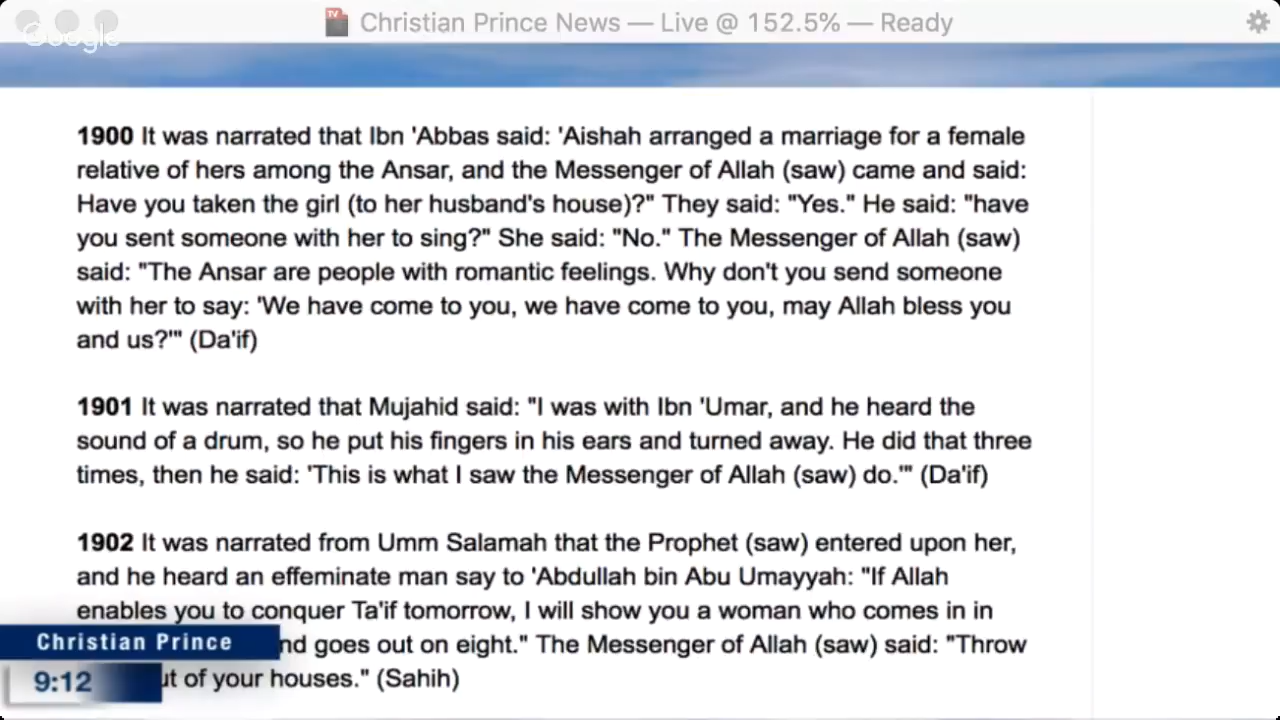 Christian Prince News — Live @ 152.5% — Ready
Google
1900 It was narrated that Ibn 'Abbas said: 'Aishah arranged a marriage for a female
relative of hers among the Ansar, and the Messenger of Allah (saw) came and said:
Have you taken the girl (to her husband's house)?" They said: "Yes." He said: "have
you sent someone with her to sing?" She said: "No." The Messenger of Allah (saw)
said: "The Ansar are people with romantic feelings. Why don't you send someone
with her to say: 'We have come to you, we have come to you, may Allah bless you
and us?'" (Da'if)
1901 It was narrated that Mujahid said: "I was with Ibn 'Umar, and he heard the
sound of a drum, so he put his fingers in his ears and turned away. He did that three
times, then he said: 'This is what I saw the Messenger of Allah (saw) do.'" (Da'if)
1902 It was narrated from Umm Salamah that the Prophet (saw) entered upon her,
and he heard an effeminate man say to 'Abdullah bin Abu Umayyah: "If Allah
enables you to conquer Ta'if tomorrow, I will show you a woman who comes in in
goes out on eight." The Messenger of Allah (saw) said: "Throw
of your houses." (Sahih)
Christian Prince
9:12